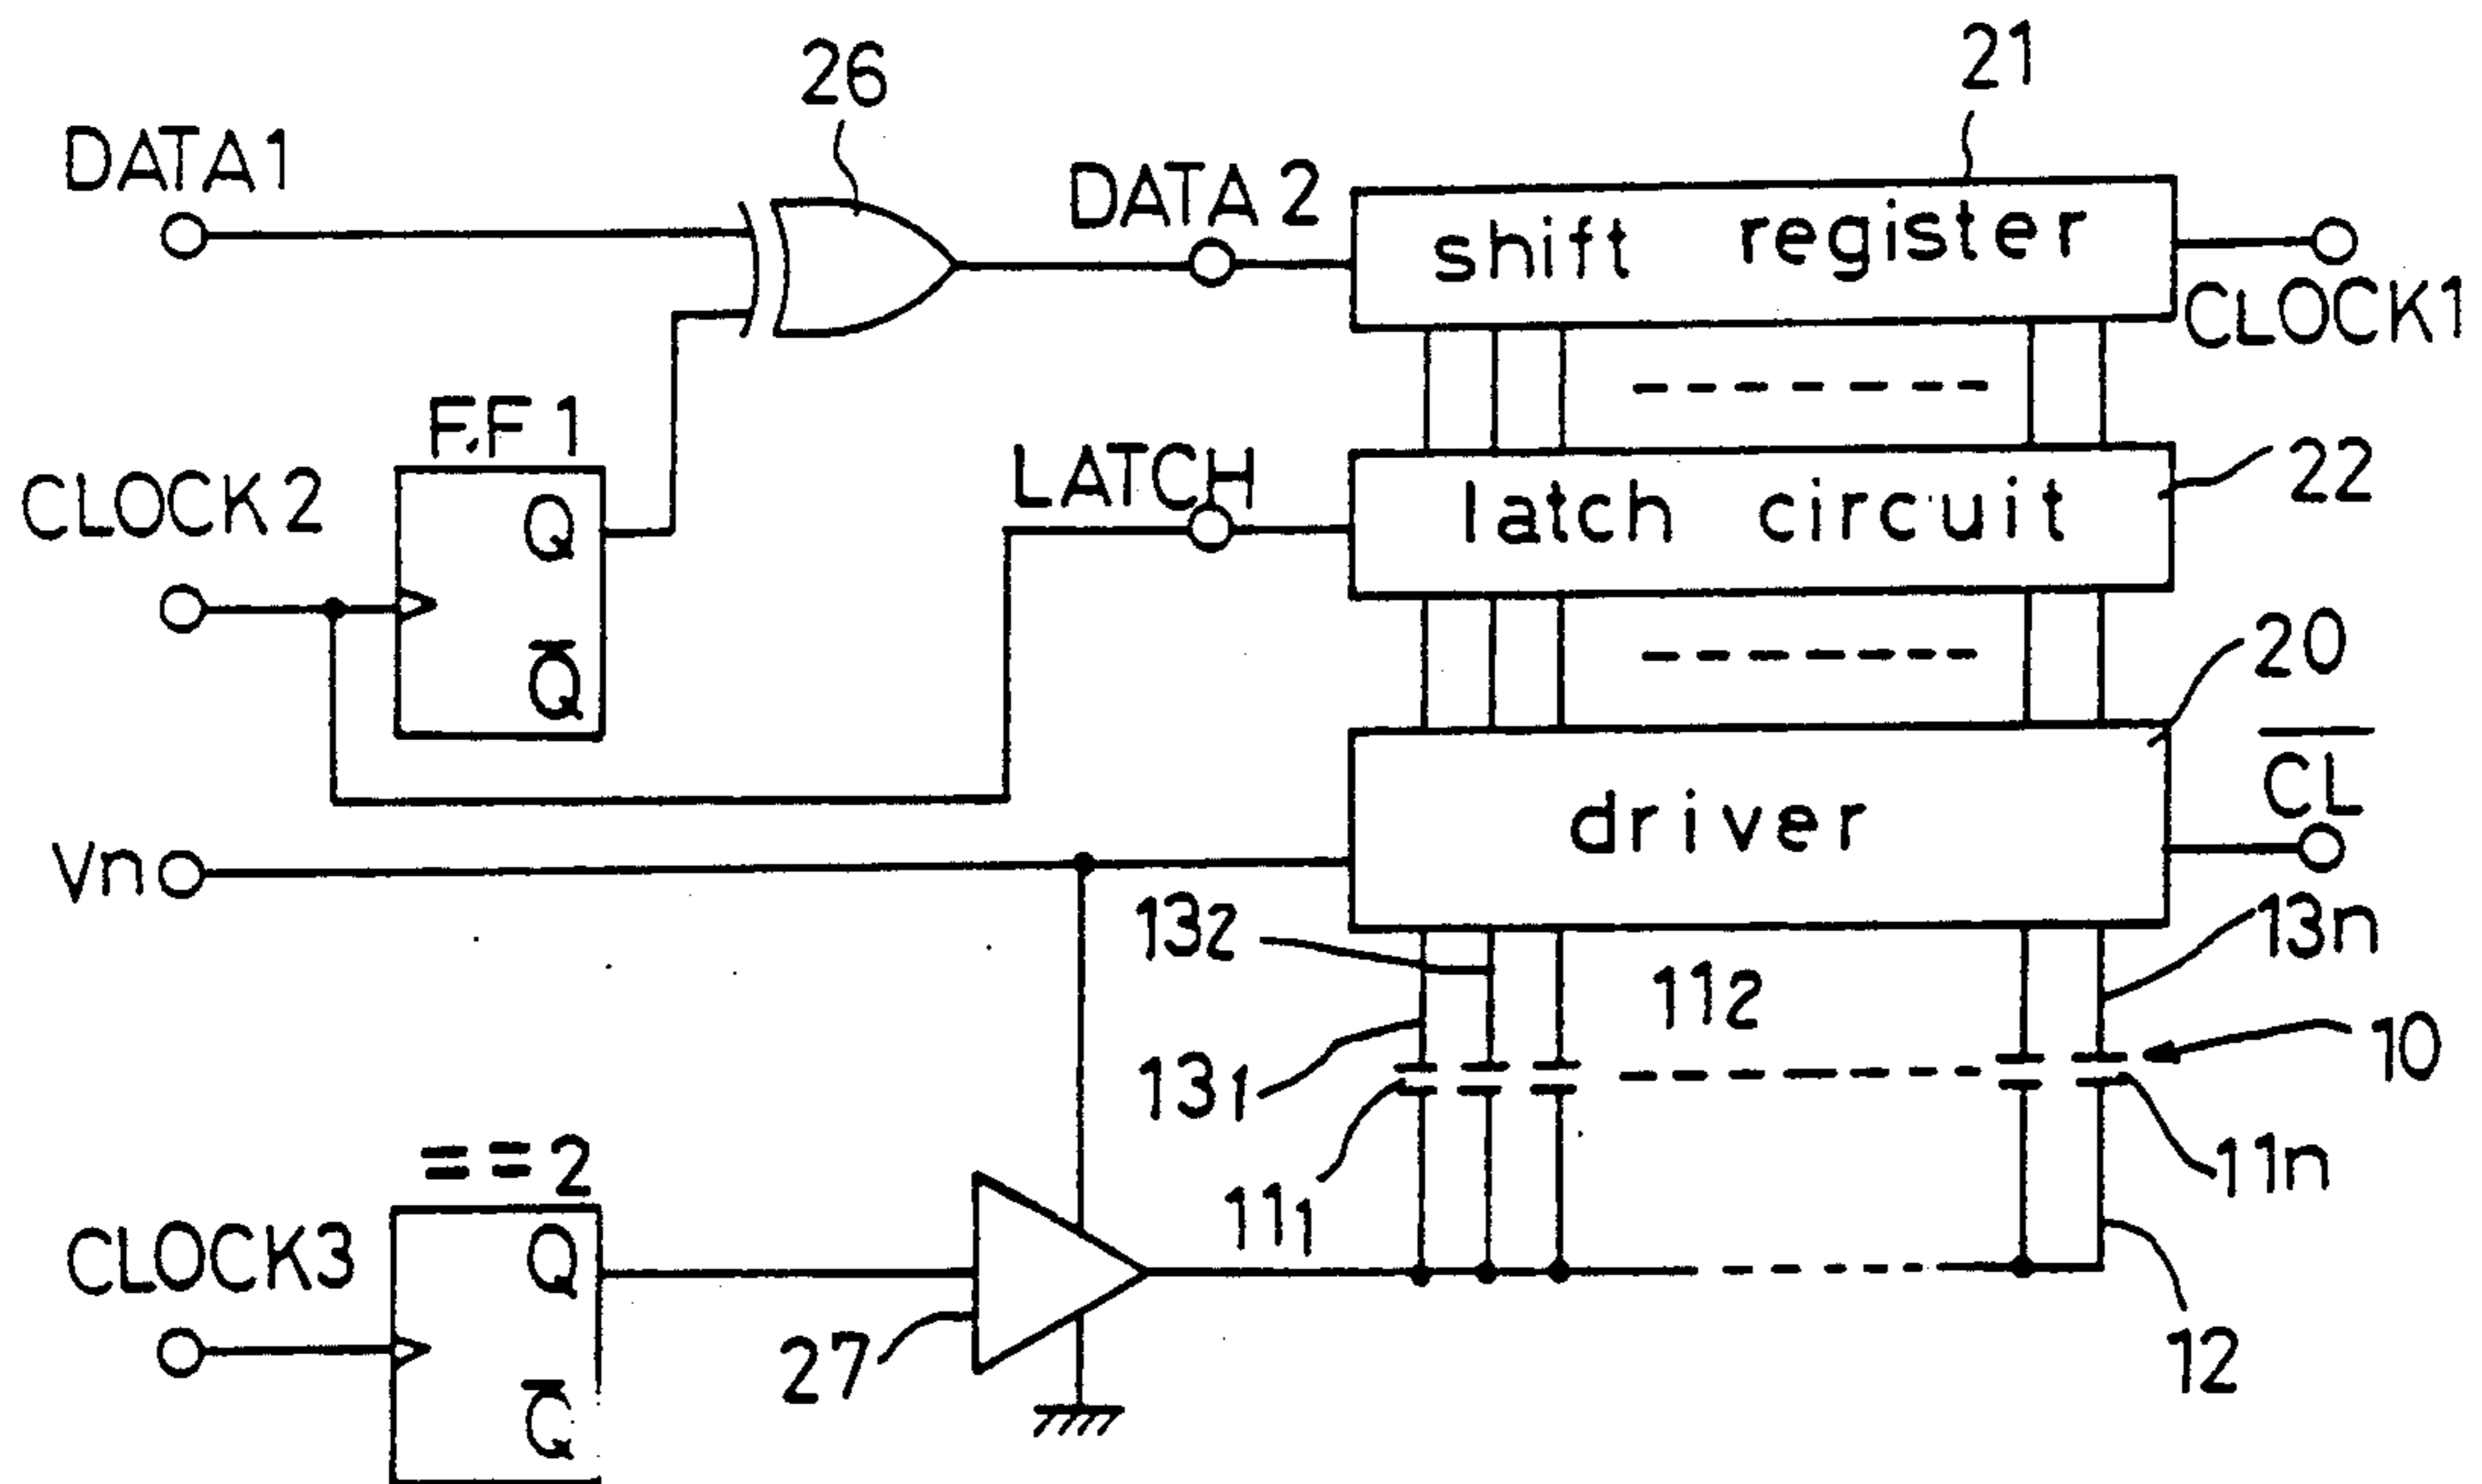 26
21
DATA1
DATA 2
shift register
CLOCK1
F.F 1
CLOCK 2
Q
Q̅
LATCH
latch circuit
22
20
C̅L̅
driver
Vn
132
13n
112
131
10
111
11n
==2
CLOCK3
Q
27
12